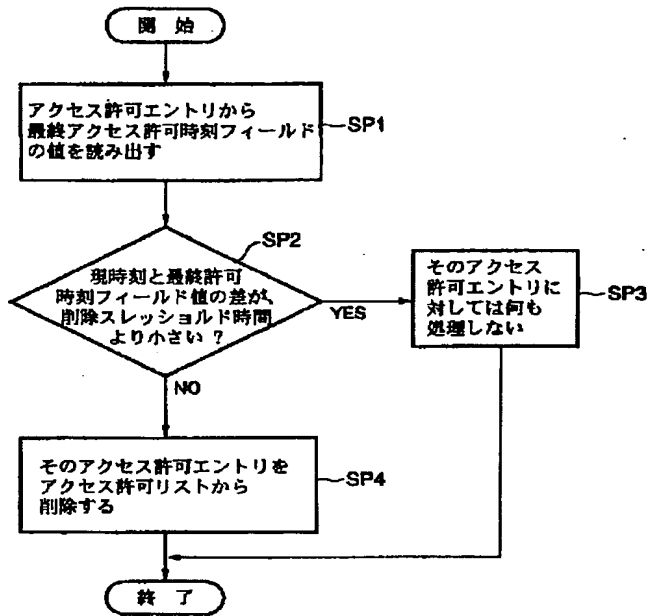 開 始
アクセス許可エントリから
最終アクセス許可時刻フィールド
の値を読み出す
SP1
SP2
現時刻と最終許可
時刻フィールド値の差が、
削除スレッショルド時間
より小さい ?
YES
そのアクセス
許可エントリに
対しては何も
処理しない
SP3
NO
そのアクセス許可エントリを
アクセス許可リストから
削除する
SP4
終 了